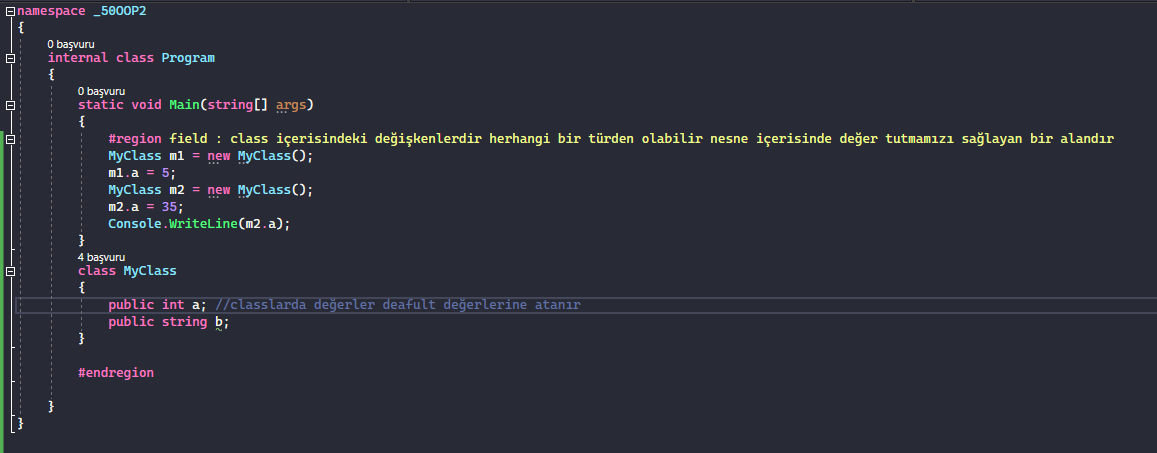 namespace _50OOP2
{
0 başvuru
internal class Program
{
0 başvuru
static void Main(string[] args)
{
#region field : class içerisindeki değişkenlerdir herhangi bir türden olabilir nesne içerisinde değer tutmamızı sağlayan bir alandır
MyClass m1 = new MyClass();
m1.a = 5;
MyClass m2 = new MyClass();
m2.a = 35;
Console.WriteLine(m2.a);
}
4 başvuru
class MyClass
{
public int a; //classlarda değerler deafult değerlerine atanır
public string b;
}
#endregion
}
}